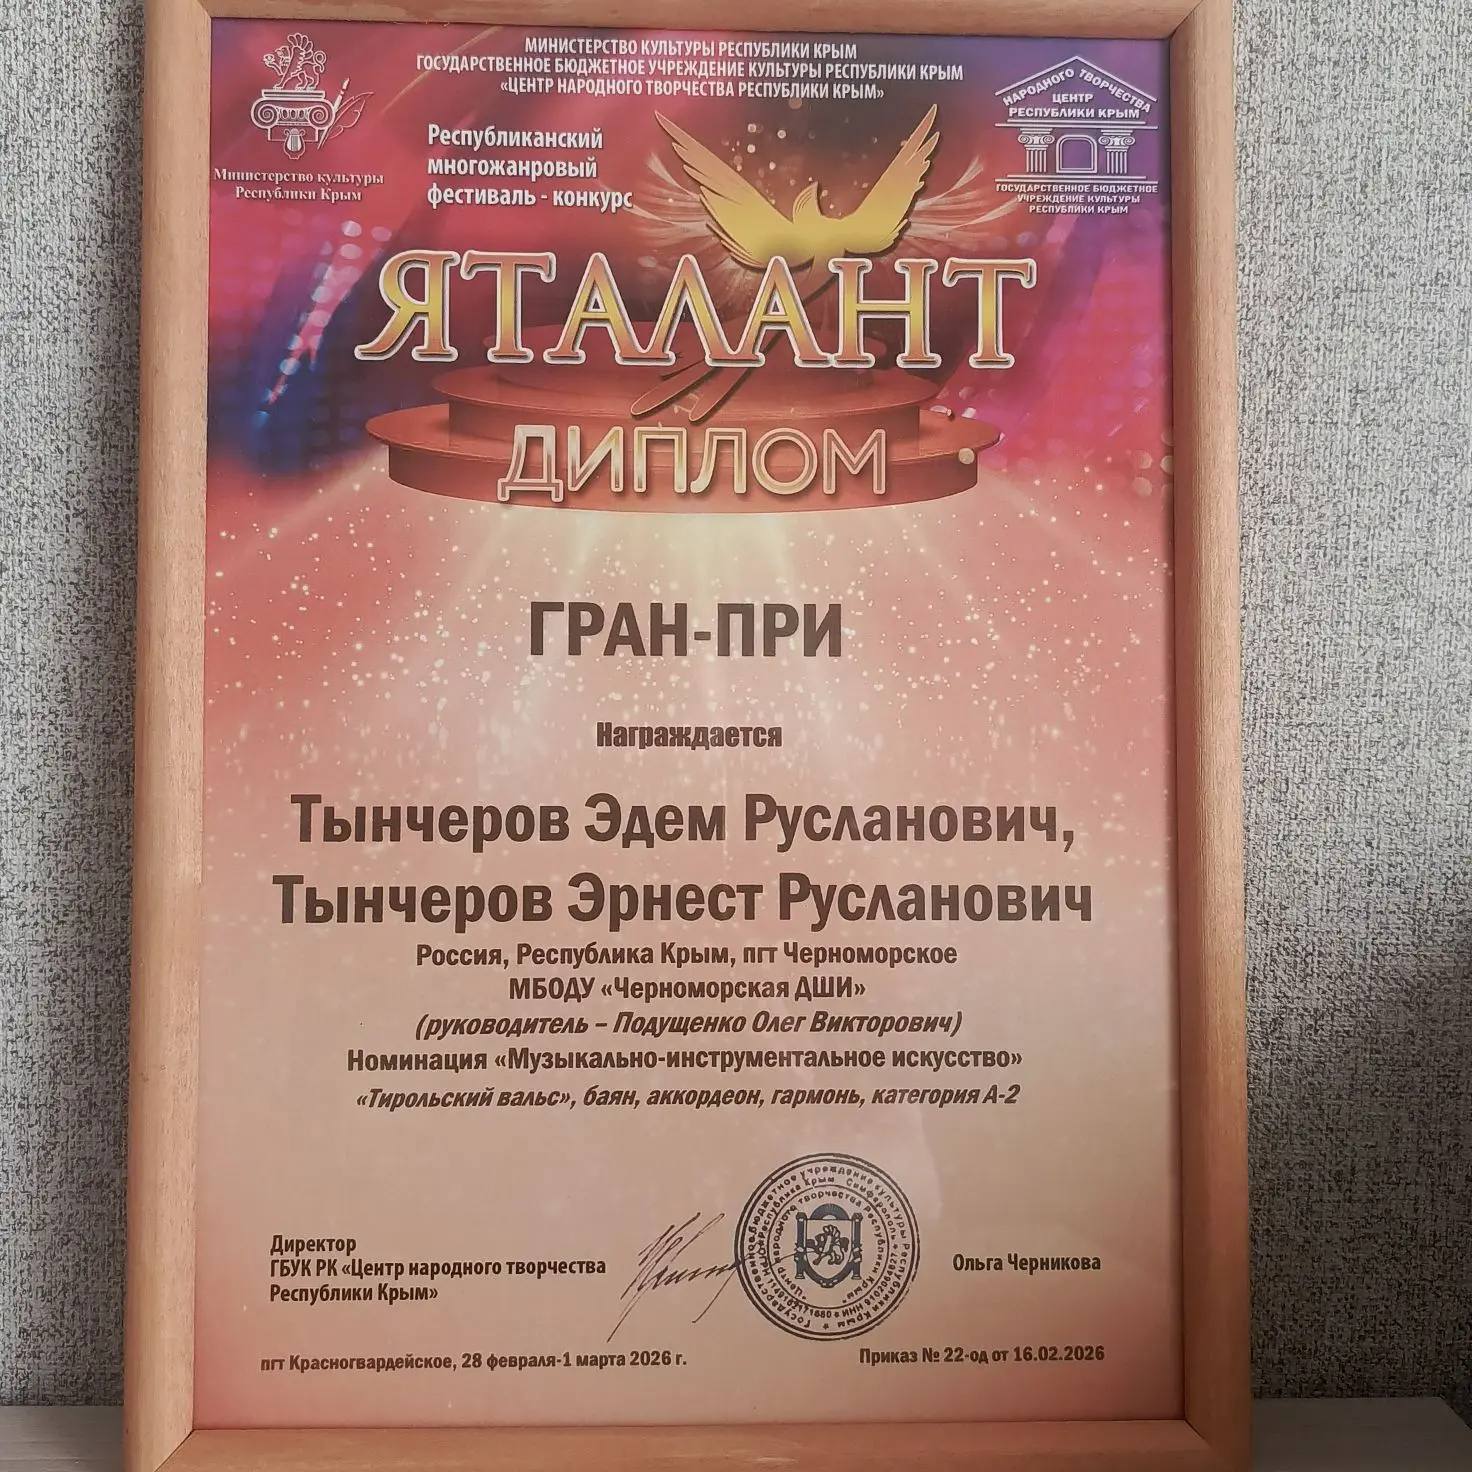 МИНИСТЕРСТВО КУЛЬТУРЫ РЕСПУБЛИКИ КРЫМ
ГОСУДАРСТВЕННОЕ БЮДЖЕТНОЕ УЧРЕЖДЕНИЕ КУЛЬТУРЫ РЕСПУБЛИКИ КРЫМ
«ЦЕНТР НАРОДНОГО ТВОРЧЕСТВА РЕСПУБЛИКИ КРЫМ»
Министерство культуры
Республики Крым
Республиканский
многожанровый
фестиваль - конкурс
НАРОДНОГО ТВОРЧЕСТВА
ЦЕНТР
РЕСПУБЛИКИ КРЫМ
ГОСУДАРСТВЕННОЕ БЮДЖЕТНОЕ
УЧРЕЖДЕНИЕ КУЛЬТУРЫ
РЕСПУБЛИКИ КРЫМ
ЯТАЛАНТ
ДИПЛОМ
ГРАН-ПРИ
Награждается
Тынчеров Эдем Русланович,
Тынчеров Эрнест Русланович
Россия, Республика Крым, пгт Черноморское
МБОДУ «Черноморская ДШИ»
(руководитель – Подущенко Олег Викторович)
Номинация «Музыкально-инструментальное искусство»
«Тирольский вальс», баян, аккордеон, гармонь, категория А-2
Директор
ГБУК РК «Центр народного творчества
Республики Крым»
Ольга Черникова
пгт Красногвардейское, 28 февраля-1 марта 2026 г.
Приказ № 22-од от 16.02.2026